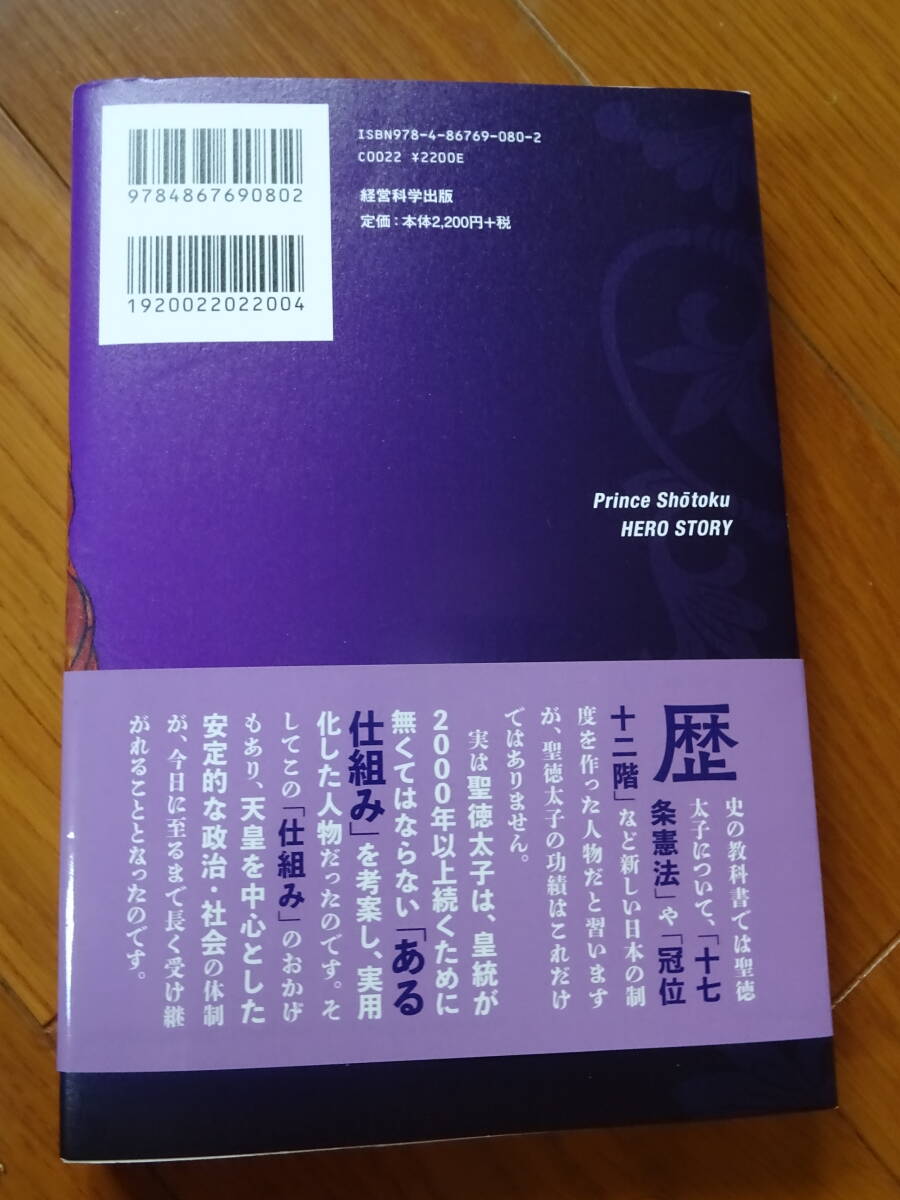 ISBN978-4-86769-080-2
C0022 ¥2200E
9784867690802
経営科学出版
定価：本体2,200円+税
1920022022004
Prince Shōtoku
HERO STORY
歴史の教科書では聖徳
太子について、「十七
条憲法」や「冠位
十二階」など新しい日本の制
度を作った人物だと習います
が、聖徳太子の功績はこれだけ
ではありません。
実は聖徳太子は、皇統が
2000年以上続くために
無くてはならない「ある
仕組み」を考案し、実用
化した人物だったのです。そ
してこの「仕組み」のおかげ
もあり、天皇を中心とした
安定的な政治・社会の体制
が、今日に至るまで長く受け継
がれることとなったのです。